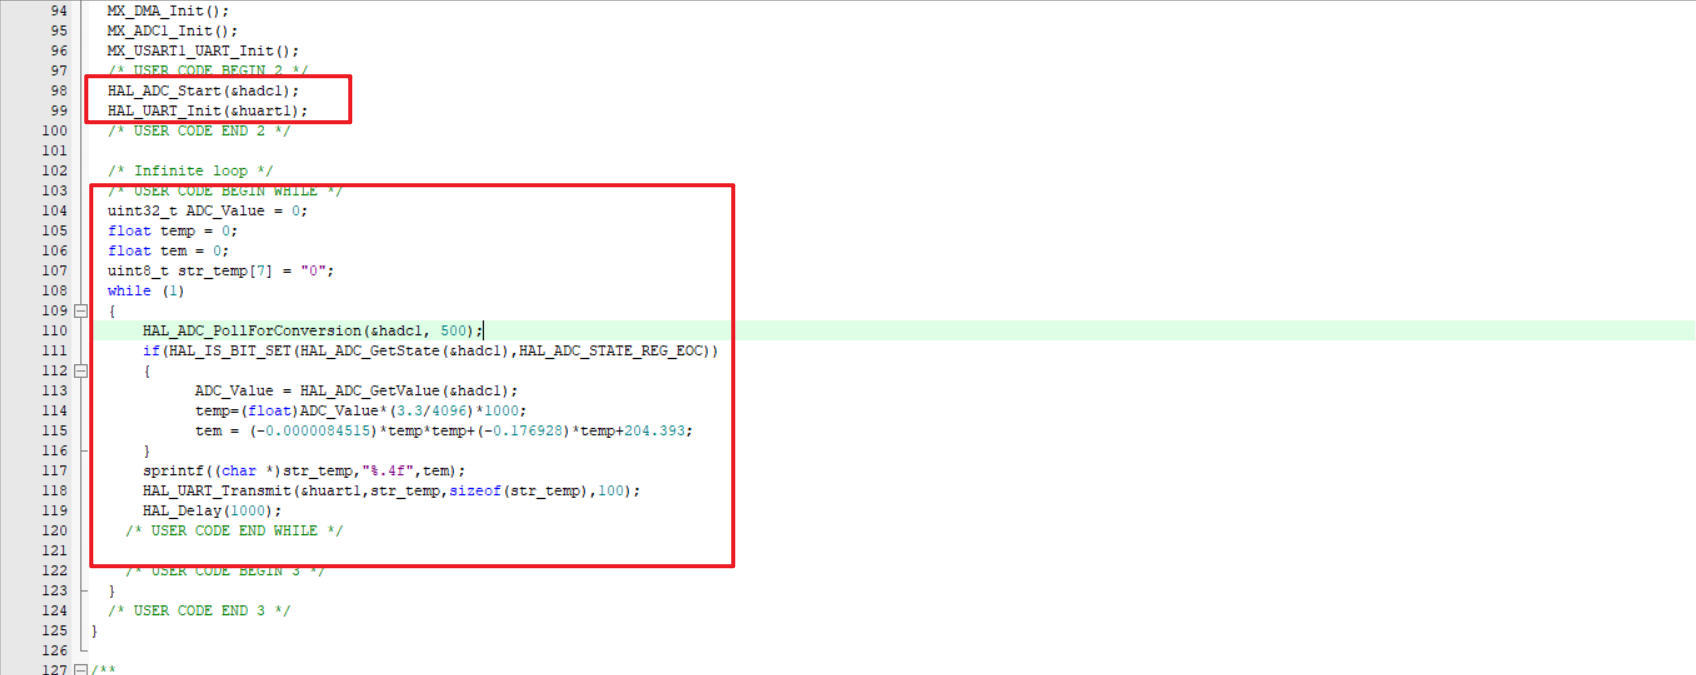 94 MX_DMA_Init();
95 MX_ADC1_Init();
96 MX_USART1_UART_Init();
97 /* USER CODE BEGIN 2 */
98 HAL_ADC_Start(&hadc1);
99 HAL_UART_Init(&huart1);
100 /* USER CODE END 2 */
101
102 /* Infinite loop */
103 /* USER CODE BEGIN WHILE */
104 uint32_t ADC_Value = 0;
105 float temp = 0;
106 float tem = 0;
107 uint8_t str_temp[7] = "0";
108 while (1)
109 {
110 HAL_ADC_PollForConversion(&hadc1, 500);
111 if(HAL_IS_BIT_SET(HAL_ADC_GetState(&hadc1),HAL_ADC_STATE_REG_EOC))
112 {
113 ADC_Value = HAL_ADC_GetValue(&hadc1);
114 temp=(float)ADC_Value*(3.3/4096)*1000;
115 tem = (-0.0000084515)*temp*temp+(-0.176928)*temp+204.393;
116 }
117 sprintf((char *)str_temp,"%.4f",tem);
118 HAL_UART_Transmit(&huart1,str_temp,sizeof(str_temp),100);
119 HAL_Delay(1000);
120 /* USER CODE END WHILE */
121
122 /* USER CODE BEGIN 3 */
123 }
124 /* USER CODE END 3 */
125 }
126
127 /**